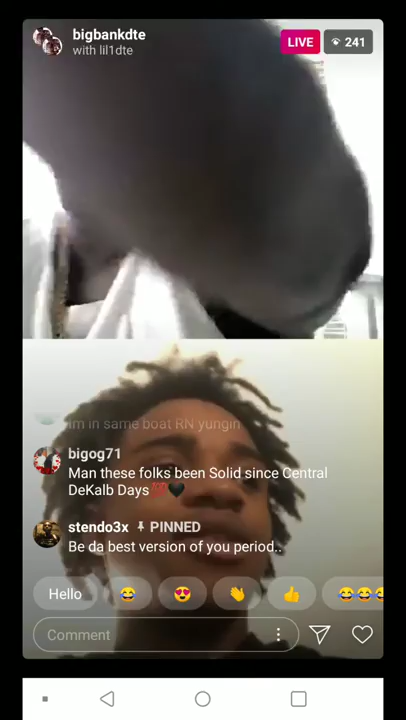 bigbankdte
with lil1dte
LIVE
241
Im in same boat RN yungin
bigog71
Man these folks been Solid since Central
DeKalb Days💯🖤
stendo3x PINNED
Be da best version of you period..
Hello
Comment